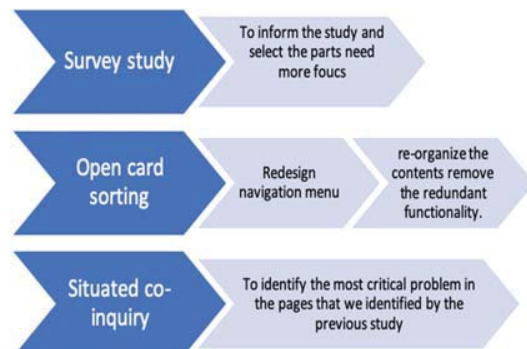 Survey study
To inform the study and
select the parts need
more foucs
Open card
sorting
Redesign
navigation menu
re-organize the
contents remove
the redundant
functionality.
Situated co-
inquiry
To identify the most critical problem in
the pages that we identified by the
previous study